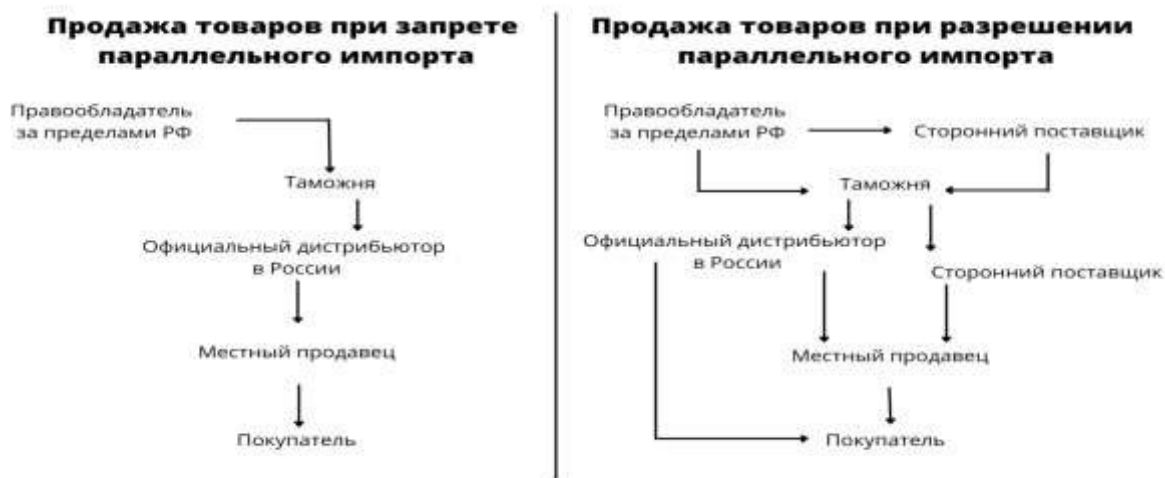 Продажа товаров при запрете
параллельного импорта
Правообладатель
за пределами РФ
Таможня
Официальный дистрибьютор
в России
Местный продавец
Покупатель
Продажа товаров при разрешении
параллельного импорта
Правообладатель
за пределами РФ
Сторонний поставщик
Таможня
Официальный дистрибьютор
в России
Сторонний поставщик
Местный продавец
Покупатель